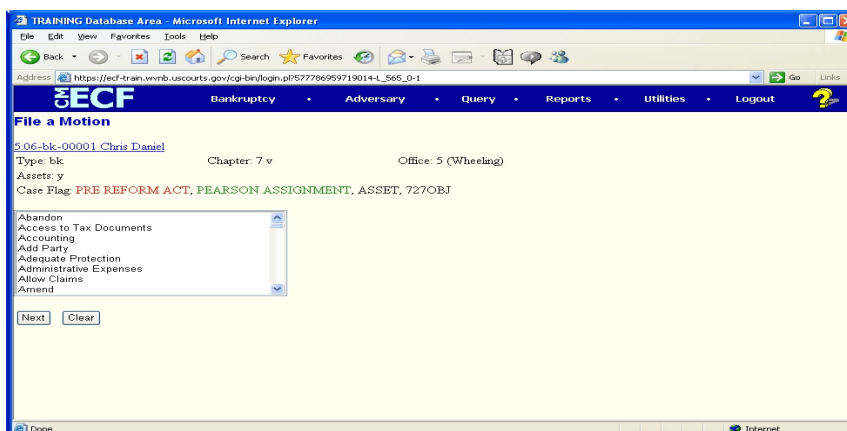 TRAINING Database Area - Microsoft Internet Explorer
File Edit View Favorites Tools Help
Back Search Favorites
Address https://ecf-train.wvnb.uscourts.gov/cgi-bin/login.pl?577786959719014-L_565_0-1 Go Links
CM ECF Bankruptcy • Adversary • Query • Reports • Utilities • Logout ?
File a Motion
5:06-bk-00001 Chris Daniel
Type: bk Chapter: 7 v Office: 5 (Wheeling)
Assets: y
Case Flag: PRE REFORM ACT, PEARSON ASSIGNMENT, ASSET, 727OBJ
Abandon
Access to Tax Documents
Accounting
Add Party
Adequate Protection
Administrative Expenses
Allow Claims
Amend
Next Clear
Done Internet